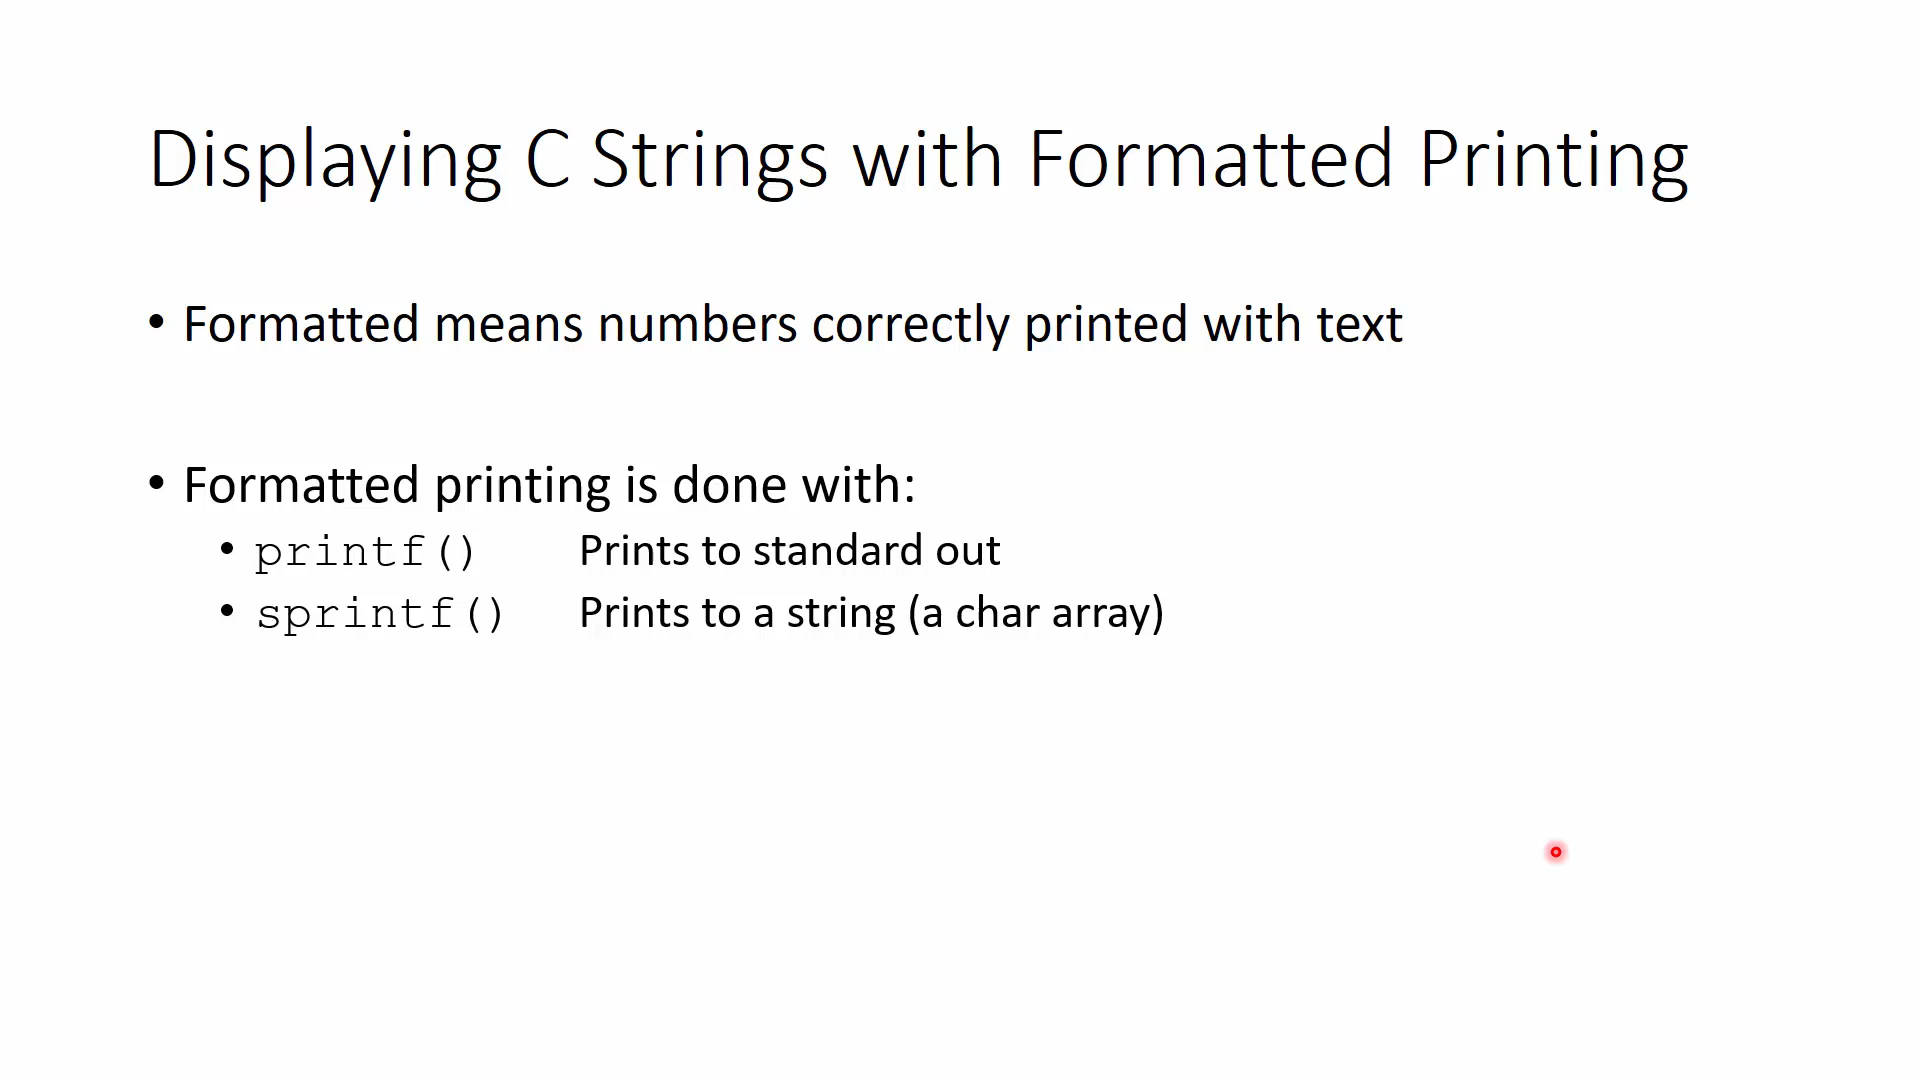 Displaying C Strings with Formatted Printing
• Formatted means numbers correctly printed with text
• Formatted printing is done with:
• printf() Prints to standard out
• sprintf() Prints to a string (a char array)